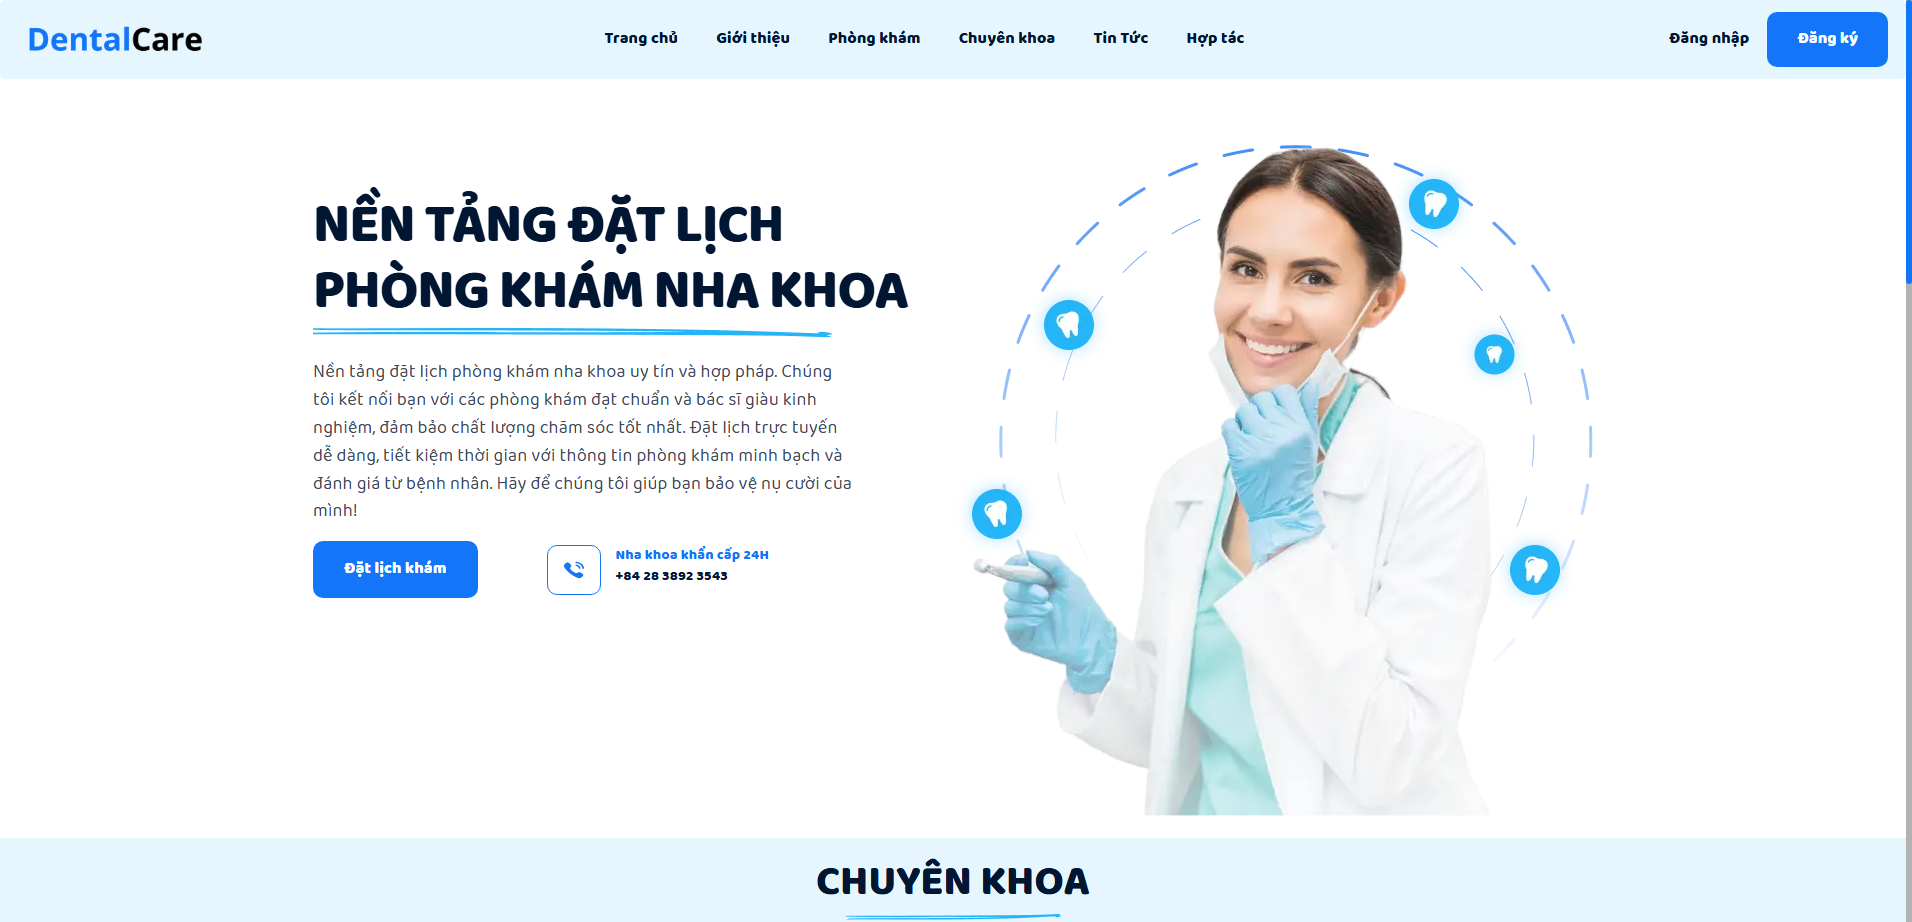 DentalCare
Trang chủ
Giới thiệu
Phòng khám
Chuyên khoa
Tin Tức
Hợp tác
Đăng nhập
Đăng ký
NỀN TẢNG ĐẶT LỊCH
PHÒNG KHÁM NHA KHOA
Nền tảng đặt lịch phòng khám nha khoa uy tín và hợp pháp. Chúng
tôi kết nối bạn với các phòng khám đạt chuẩn và bác sĩ giàu kinh
nghiệm, đảm bảo chất lượng chăm sóc tốt nhất. Đặt lịch trực tuyến
dễ dàng, tiết kiệm thời gian với thông tin phòng khám minh bạch và
đánh giá từ bệnh nhân. Hãy để chúng tôi giúp bạn bảo vệ nụ cười của
mình!
Đặt lịch khám
Nha khoa khẩn cấp 24H
+84 28 3892 3543
CHUYÊN KHOA